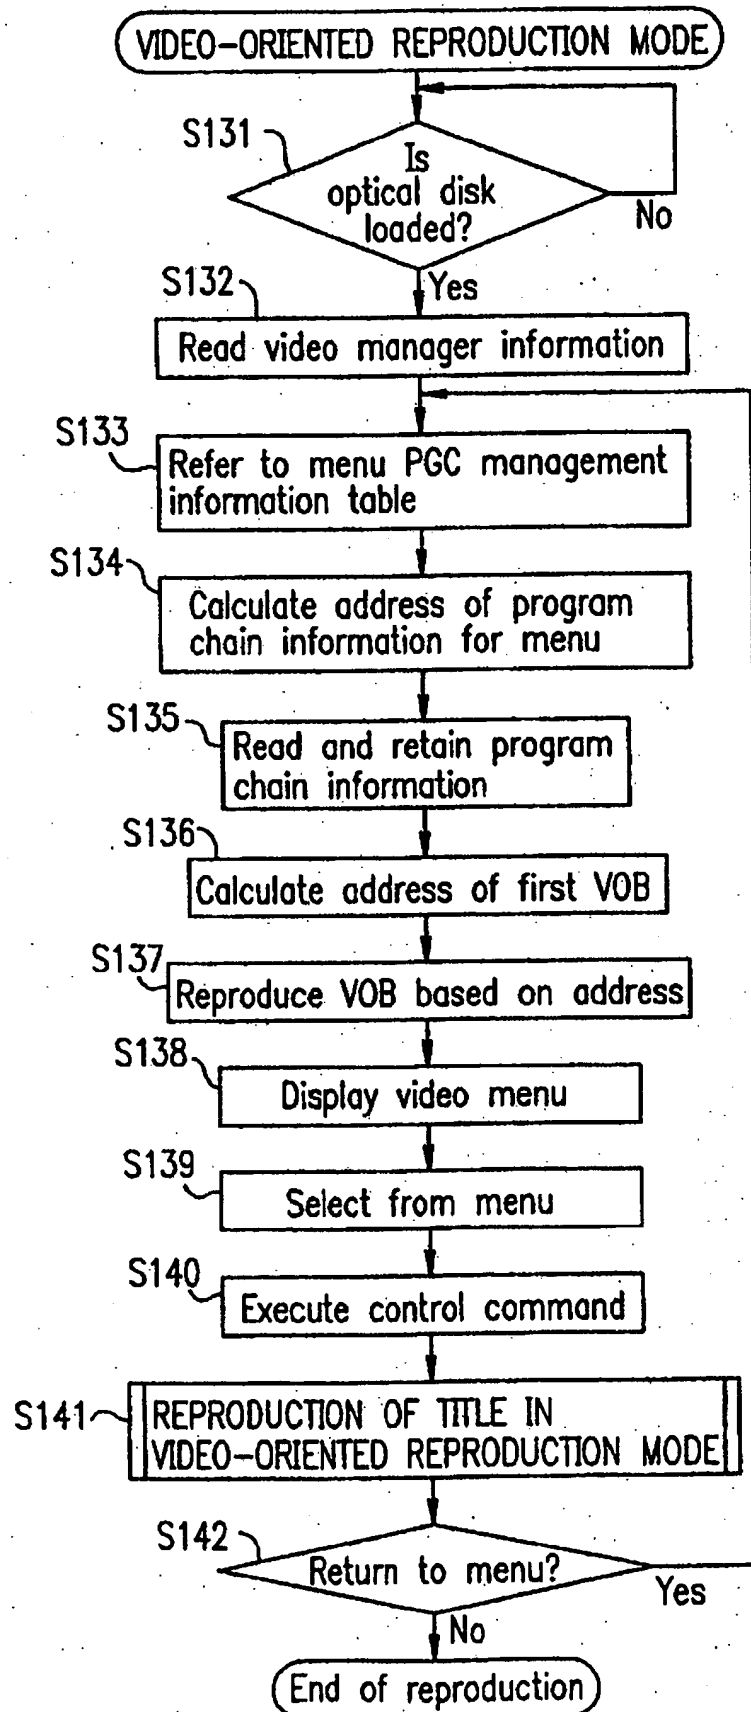 VIDEO-ORIENTED REPRODUCTION MODE
S131
Is
optical disk
loaded?
No
Yes
S132
Read video manager information
S133
Refer to menu PGC management
information table
S134
Calculate address of program
chain information for menu
S135
Read and retain program
chain information
S136
Calculate address of first VOB
S137
Reproduce VOB based on address
S138
Display video menu
S139
Select from menu
S140
Execute control command
S141
REPRODUCTION OF TITLE IN
VIDEO-ORIENTED REPRODUCTION MODE
S142
Return to menu?
Yes
No
End of reproduction